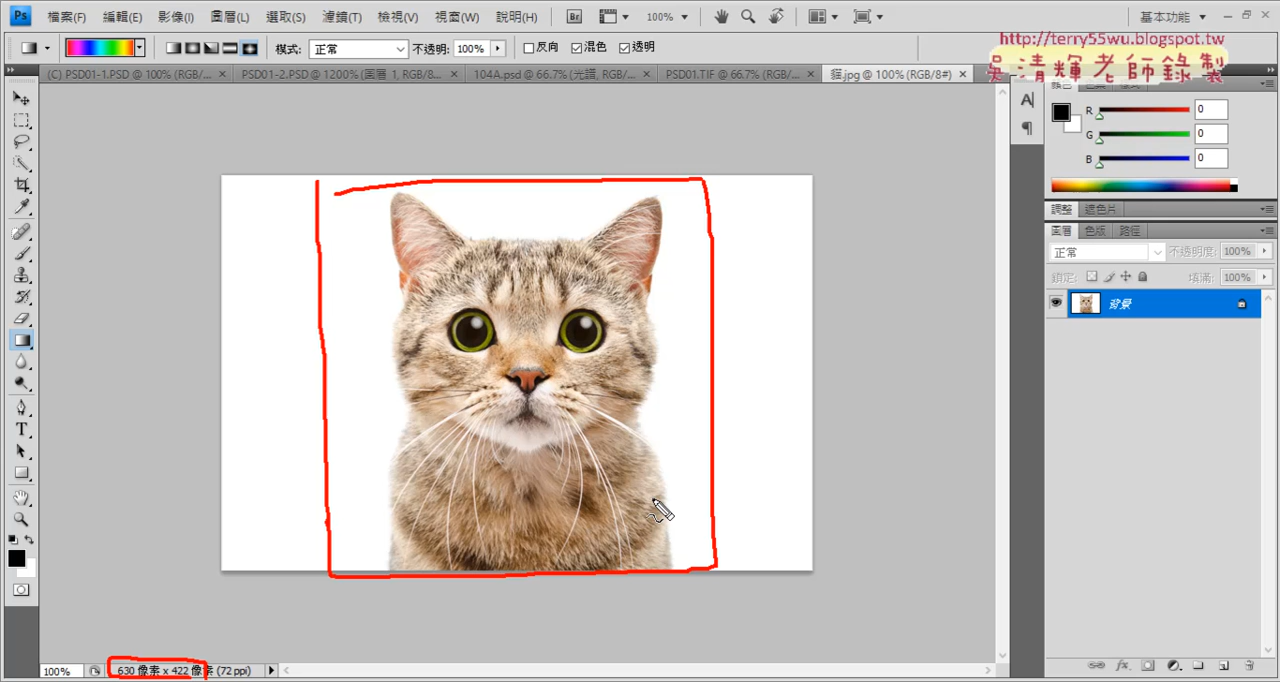 Ps 檔案(F) 編輯(E) 影像(I) 圖層(L) 選取(S) 濾鏡(T) 檢視(V) 視窗(W) 說明(H) Br 100% 基本功能
http://terry55wu.blogspot.tw
吳清輝老師錄製
模式: 正常 不透明: 100% 反向 混色 透明
(C) PSD01-1.PSD @ 100% (RGB/... PSD01-2.PSD @ 1200% (圖層 1, RGB/8... 104A.psd @ 66.7% (光譜, RGB/... PSD01.TIF @ 66.7% (RGB/... 貓.jpg @ 100% (RGB/8#)
R 0
G 0
B 0
調整 遮色片
圖層 色版 路徑
正常 不透明度: 100%
鎖定: 填滿: 100%
背景
100% 630 像素 x 422 像素 (72 ppi)